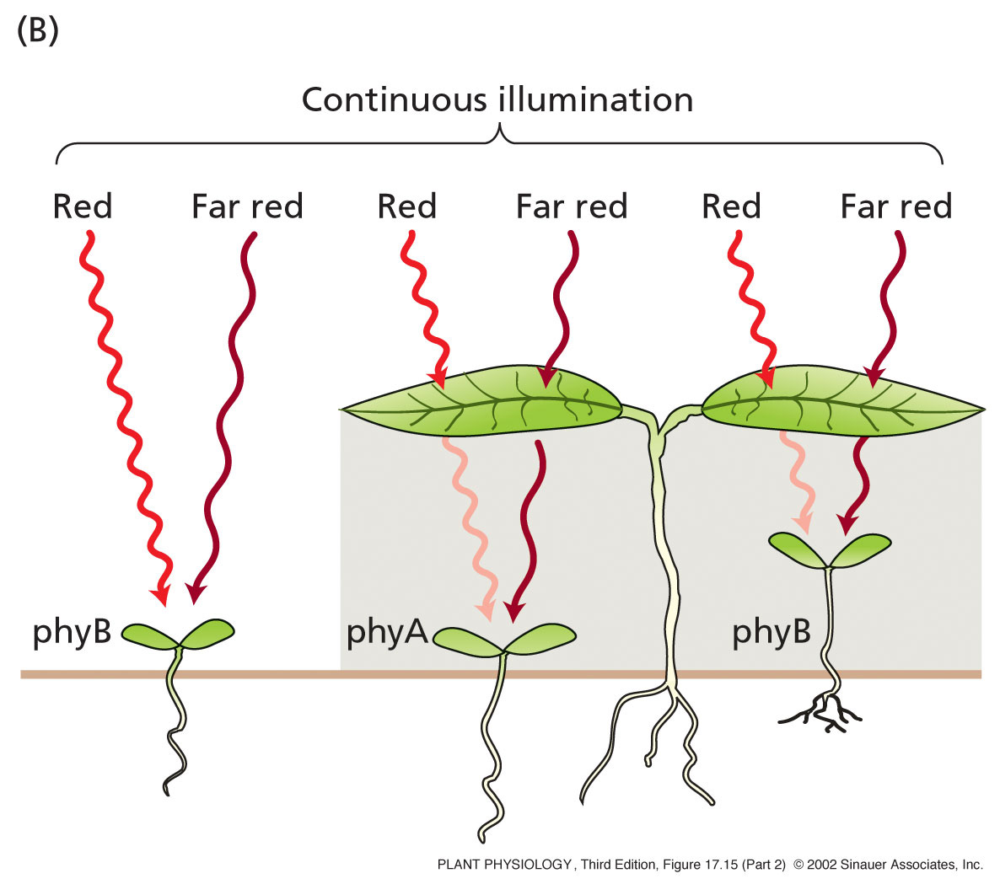 (B)
Continuous illumination
Red Far red Red Far red Red Far red
phyB phyA phyB
PLANT PHYSIOLOGY, Third Edition, Figure 17.15 (Part 2) © 2002 Sinauer Associates, Inc.